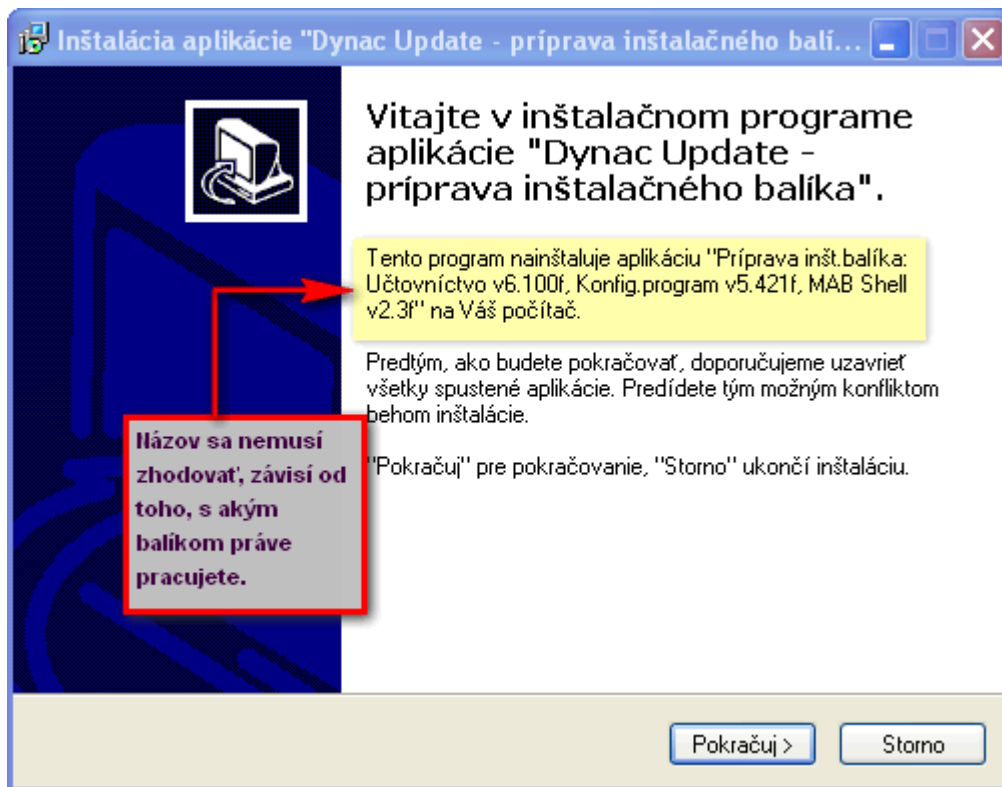 Inštalácia aplikácie "Dynac Update - príprava inštalačného balí...
Vitajte v inštalačnom programe
aplikácie "Dynac Update -
príprava inštalačného balíka".
Tento program nainštaluje aplikáciu "Príprava inšt.balíka:
Učtovníctvo v6.100f, Konfig.program v5.421f, MAB Shell
v2.3f" na Váš počítač.
Predtým, ako budete pokračovať, doporučujeme uzavrieť
všetky spustené aplikácie. Predídete tým možným konfliktom
behom inštalácie.
"Pokračuj" pre pokračovanie, "Storno" ukončí inštaláciu.
Názov sa nemusí
zhodovať, závisí od
toho, s akým
balíkom práve
pracujete.
Pokračuj >
Storno